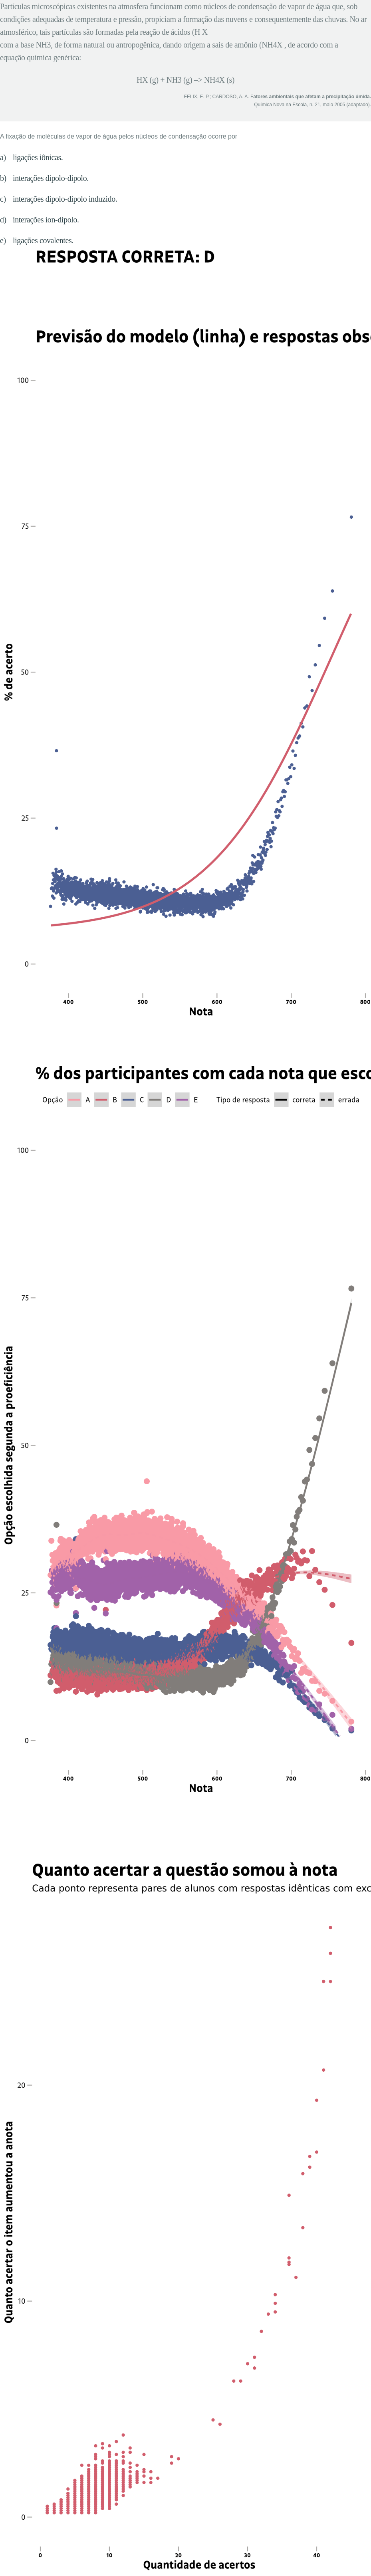 Partículas microscópicas existentes na atmosfera funcionam como núcleos de condensação de vapor de água que, sob
condições adequadas de temperatura e pressão, propiciam a formação das nuvens e consequentemente das chuvas. No ar
atmosférico, tais partículas são formadas pela reação de ácidos (H X
com a base NH3, de forma natural ou antropogênica, dando origem a sais de amônio (NH4X , de acordo com a
equação química genérica:
HX (g) + NH3 (g) –> NH4X (s)
FELIX, E. P.; CARDOSO, A. A. Fatores ambientais que afetam a precipitação úmida.
Química Nova na Escola, n. 21, maio 2005 (adaptado).
A fixação de moléculas de vapor de água pelos núcleos de condensação ocorre por
a) ligações iônicas.
b) interações dipolo-dipolo.
c) interações dipolo-dipolo induzido.
d) interações íon-dipolo.
e) ligações covalentes.
RESPOSTA CORRETA: D
Previsão do modelo (linha) e respostas obs
100
75
50
25
0
% de acerto
400 500 600 700 800
Nota
% dos participantes com cada nota que esco
Opção A B C D E Tipo de resposta correta errada
100
75
50
25
0
Opção escolhida segunda a proeficiência
400 500 600 700 800
Nota
Quanto acertar a questão somou à nota
Cada ponto representa pares de alunos com respostas idênticas com exc
20
10
0
Quanto acertar o item aumentou a anota
0 10 20 30 40
Quantidade de acertos